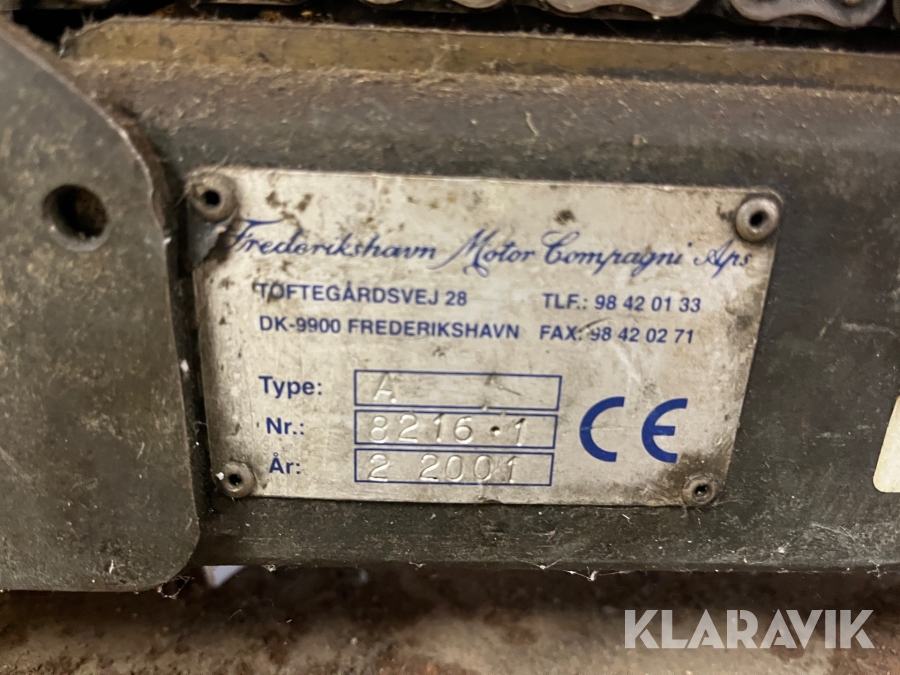 Frederikshavn Motor Compagni Aps
TOFTEGÅRDSVEJ 28 TLF.: 98 42 01 33
DK-9900 FREDERIKSHAVN FAX: 98 42 02 71
Type: A
Nr.: 8216.1
År: 2 2001
CE
KLARAVIK